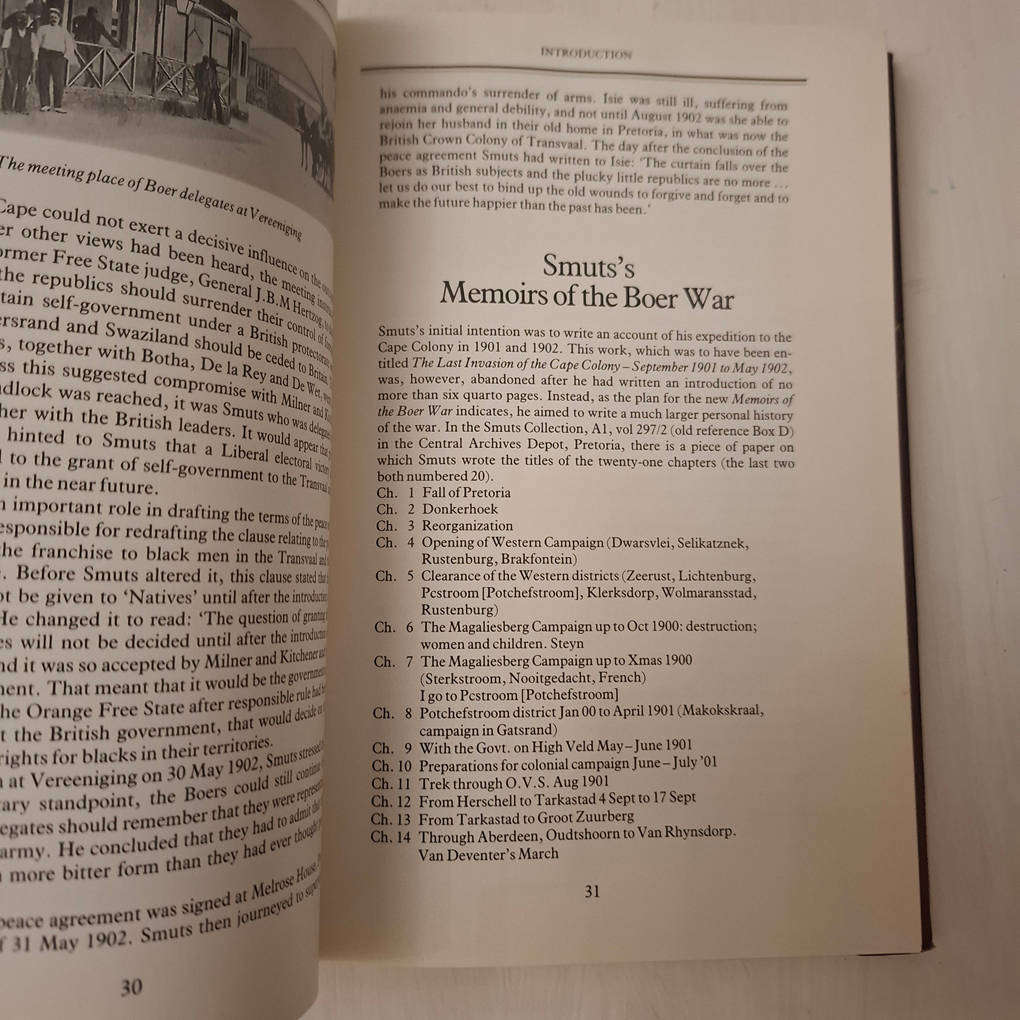 The meeting place of Boer delegates at Vereeniging
Cape could not exert a decisive influence on the
er other views had been heard, the meeting
ormer Free State judge, General J.B.M Hertzog,
the republics should surrender their control of
tain self-government under a British protectorate
ersrand and Swaziland should be ceded to Britain,
s, together with Botha, De la Rey and De Wet,
ss this suggested compromise with Milner and
adlock was reached, it was Smuts who was delegated
her with the British leaders. It would appear that
hinted to Smuts that a Liberal electoral victory
l to the grant of self-government to the Transvaal
in the near future.
n important role in drafting the terms of the peace
esponsible for redrafting the clause relating to the
the franchise to black men in the Transvaal and
. Before Smuts altered it, this clause stated that
ot be given to ‘Natives’ until after the introduction
He changed it to read: ‘The question of granting
es will not be decided until after the introduction
nd it was so accepted by Milner and Kitchener and
ment. That meant that it would be the government
he Orange Free State after responsible rule had
t the British government, that would decide on
rights for blacks in their territories.
n at Vereeniging on 30 May 1902, Smuts stressed
ary standpoint, the Boers could still continue
legates should remember that they were
army. He concluded that they had to admit that
more bitter form than they had ever thought
peace agreement was signed at Melrose House,
f 31 May 1902. Smuts then journeyed to
30
INTRODUCTION
his commando’s surrender of arms. Isie was still ill, suffering from
anaemia and general debility, and not until August 1902 was she able to
rejoin her husband in their old home in Pretoria, in what was now the
British Crown Colony of Transvaal. The day after the conclusion of the
peace agreement Smuts had written to Isie: ‘The curtain falls over the
Boers as British subjects and the plucky little republics are no more ...
let us do our best to bind up the old wounds to forgive and forget and to
make the future happier than the past has been.’
Smuts’s
Memoirs of the Boer War
Smuts’s initial intention was to write an account of his expedition to the
Cape Colony in 1901 and 1902. This work, which was to have been en-
titled The Last Invasion of the Cape Colony – September 1901 to May 1902,
was, however, abandoned after he had written an introduction of no
more than six quarto pages. Instead, as the plan for the new Memoirs of
the Boer War indicates, he aimed to write a much larger personal history
of the war. In the Smuts Collection, A1, vol 297/2 (old reference Box D)
in the Central Archives Depot, Pretoria, there is a piece of paper on
which Smuts wrote the titles of the twenty-one chapters (the last two
both numbered 20).
Ch. 1 Fall of Pretoria
Ch. 2 Donkerhoek
Ch. 3 Reorganization
Ch. 4 Opening of Western Campaign (Dwarsvlei, Selikatznek,
Rustenburg, Brakfontein)
Ch. 5 Clearance of the Western districts (Zeerust, Lichtenburg,
Pcstroom [Potchefstroom], Klerksdorp, Wolmaransstad,
Rustenburg)
Ch. 6 The Magaliesberg Campaign up to Oct 1900: destruction;
women and children. Steyn
Ch. 7 The Magaliesberg Campaign up to Xmas 1900
(Sterkstroom, Nooitgedacht, French)
I go to Pcstroom [Potchefstroom]
Ch. 8 Potchefstroom district Jan 00 to April 1901 (Makokskraal,
campaign in Gatsrand)
Ch. 9 With the Govt. on High Veld May – June 1901
Ch. 10 Preparations for colonial campaign June – July ’01
Ch. 11 Trek through O.V.S. Aug 1901
Ch. 12 From Herschell to Tarkastad 4 Sept to 17 Sept
Ch. 13 From Tarkastad to Groot Zuurberg
Ch. 14 Through Aberdeen, Oudtshoorn to Van Rhynsdorp.
Van Deventer’s March
31